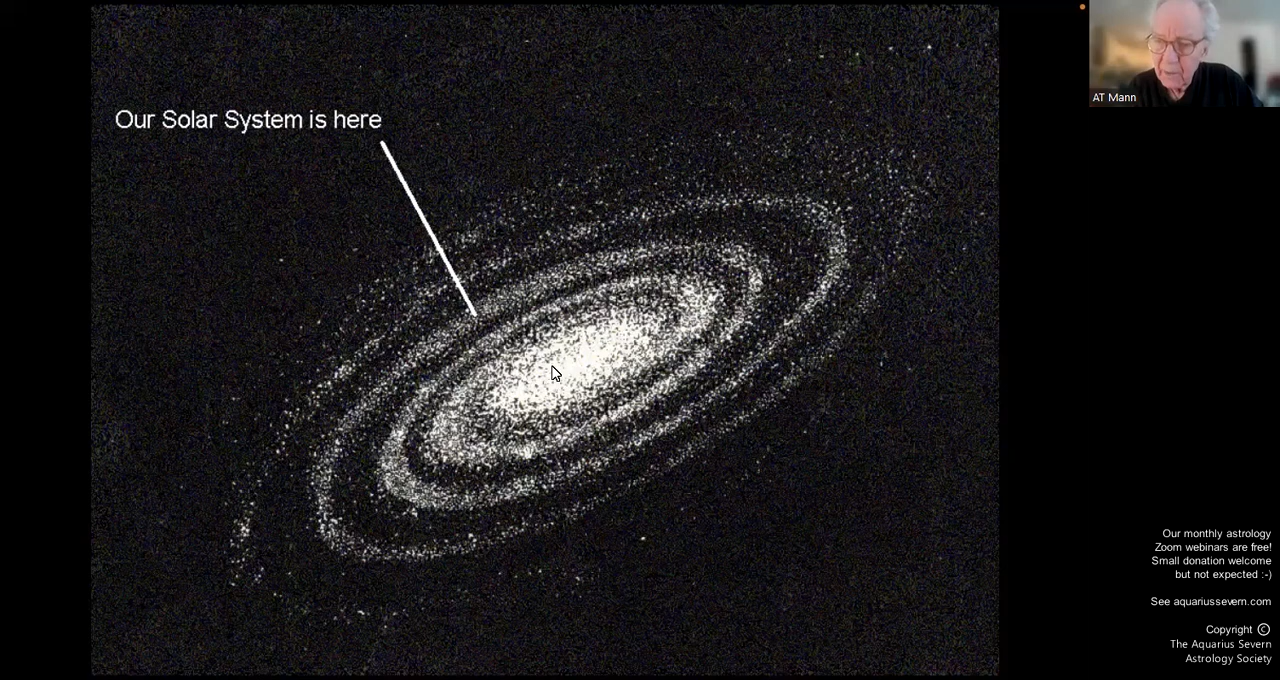 Our Solar System is here
AT Mann
Our monthly astrology
Zoom webinars are free!
Small donation welcome
but not expected :-)
See aquariussevern.com
Copyright ©
The Aquarius Severn
Astrology Society